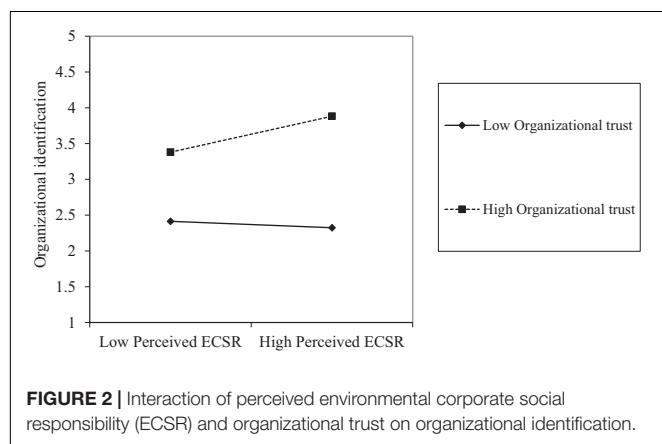 5
4.5
4
3.5
3
2.5
2
1.5
1
Organizational identification
Low Perceived ECSR
High Perceived ECSR
Low Organizational trust
High Organizational trust
FIGURE 2 | Interaction of perceived environmental corporate social
responsibility (ECSR) and organizational trust on organizational identification.